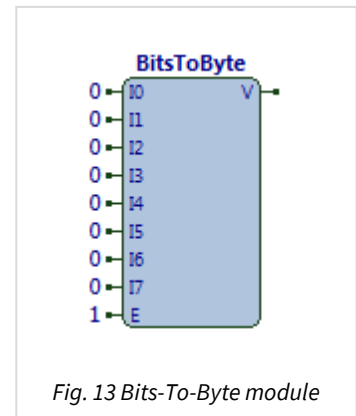 BitsToByte
0 I0 V
0 I1
0 I2
0 I3
0 I4
0 I5
0 I6
0 I7
1 E
Fig. 13 Bits-To-Byte module